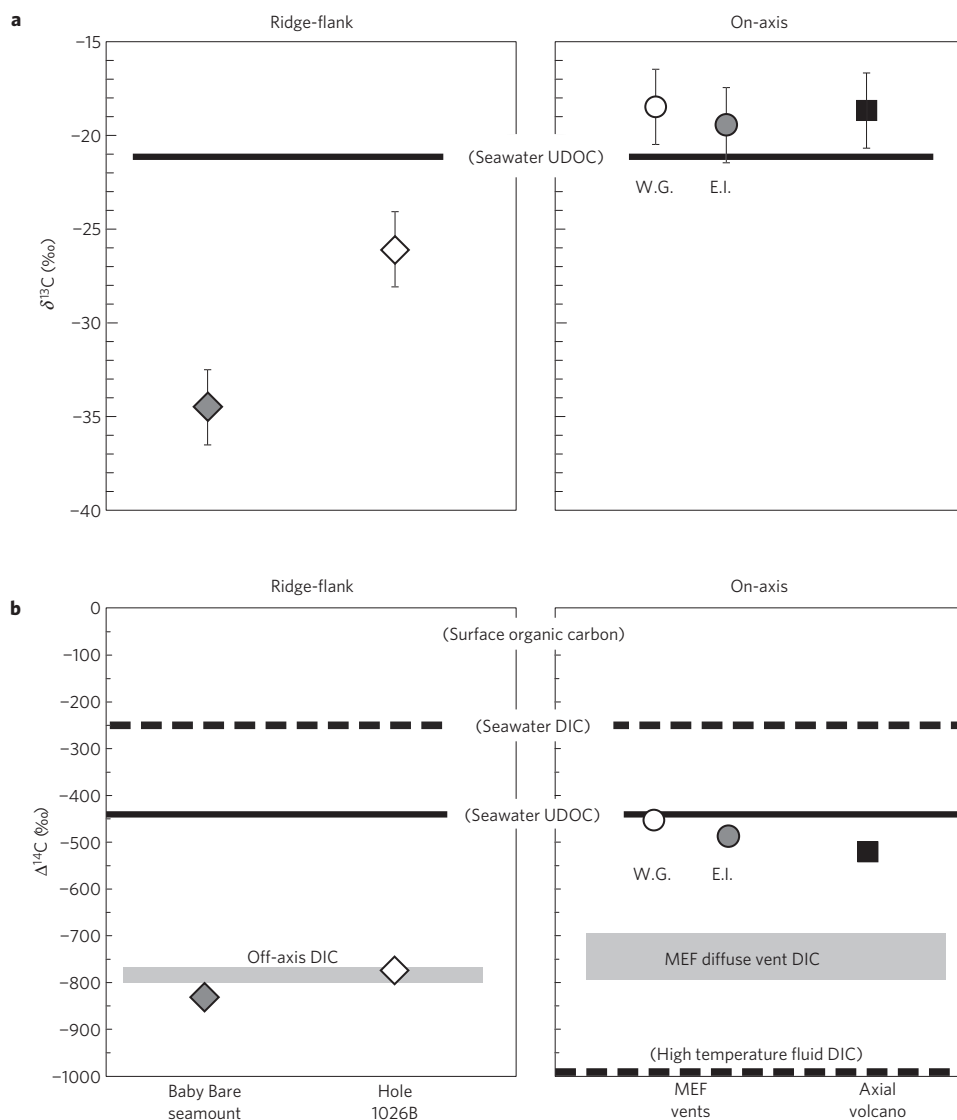 a
Ridge-flank
On-axis
−15
−20
−25
−30
−35
−40
δ13C (‰)
(Seawater UDOC)
W.G.
E.I.
b
Ridge-flank
On-axis
0
−100
−200
−300
−400
−500
−600
−700
−800
−900
−1000
Δ14C (‰)
(Surface organic carbon)
(Seawater DIC)
(Seawater UDOC)
W.G.
E.I.
Off-axis DIC
MEF diffuse vent DIC
(High temperature fluid DIC)
Baby Bare
seamount
Hole
1026B
MEF
vents
Axial
volcano